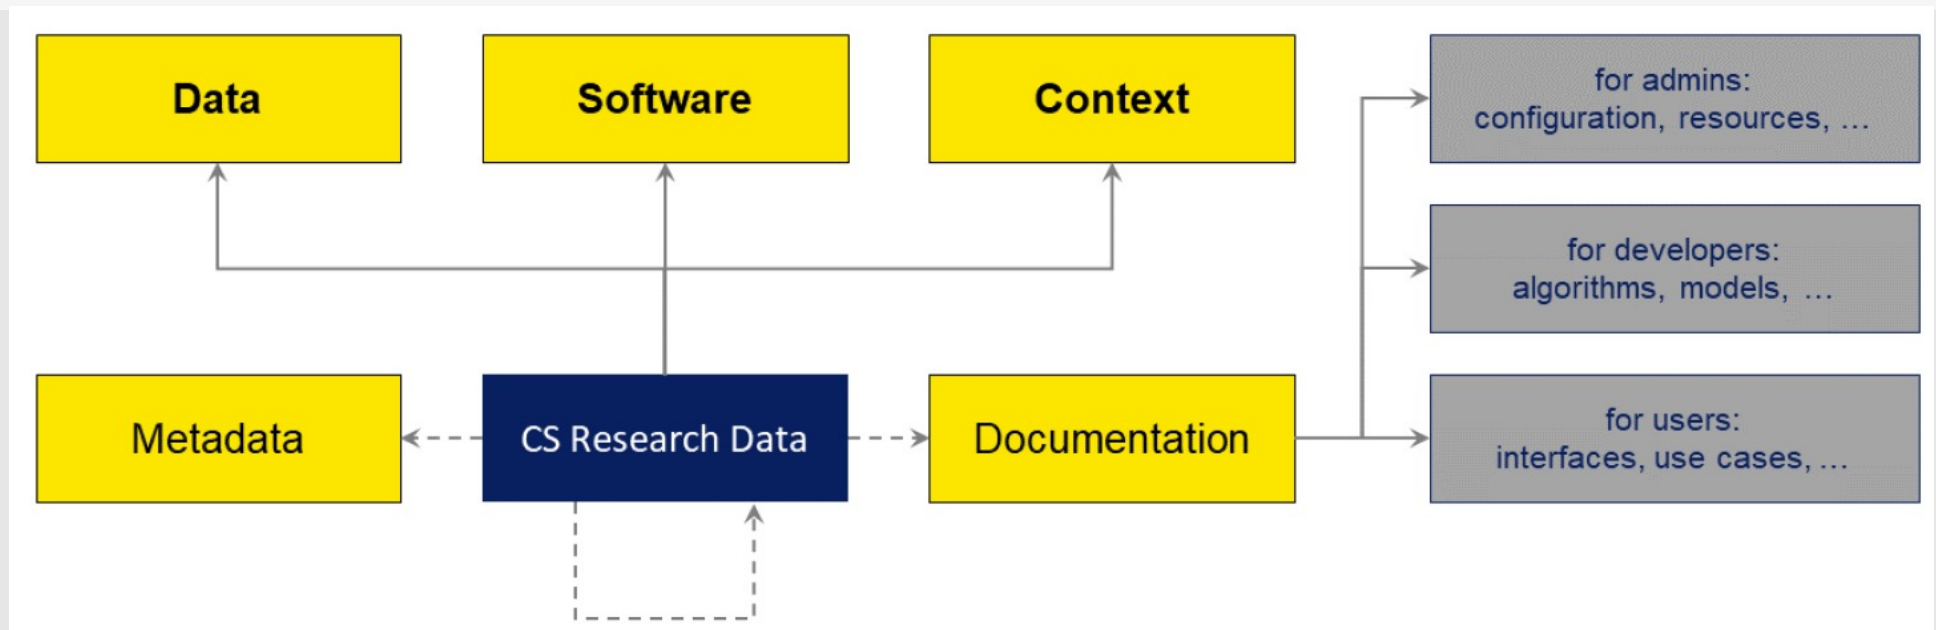 Data
Software
Context
for admins:
configuration, resources, …
for developers:
algorithms, models, …
Metadata
CS Research Data
Documentation
for users:
interfaces, use cases, …